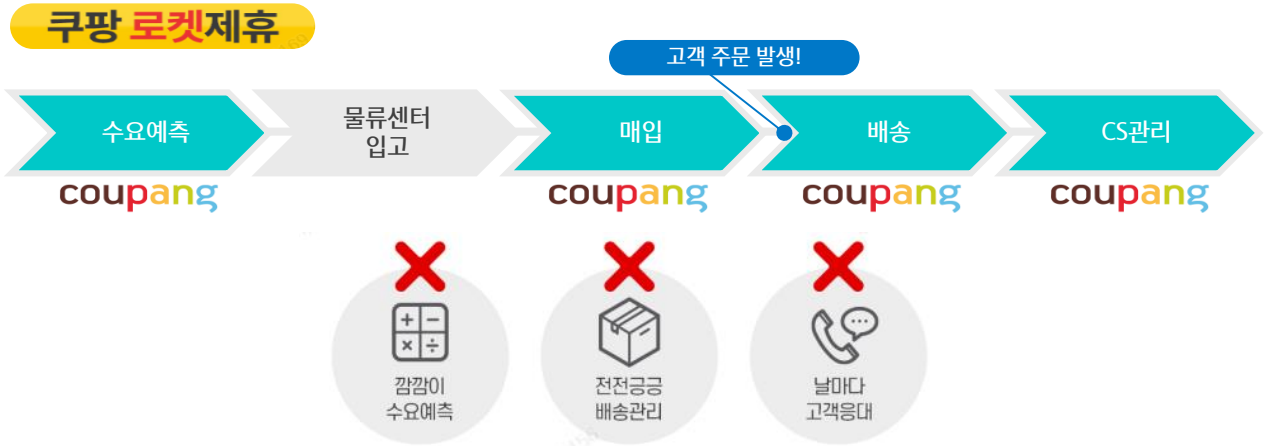 쿠팡 로켓제휴
고객 주문 발생!
수요예측
물류센터
입고
매입
배송
CS관리
coupang
coupang
coupang
coupang
깜깜이
수요예측
전전긍긍
배송관리
날마다
고객응대